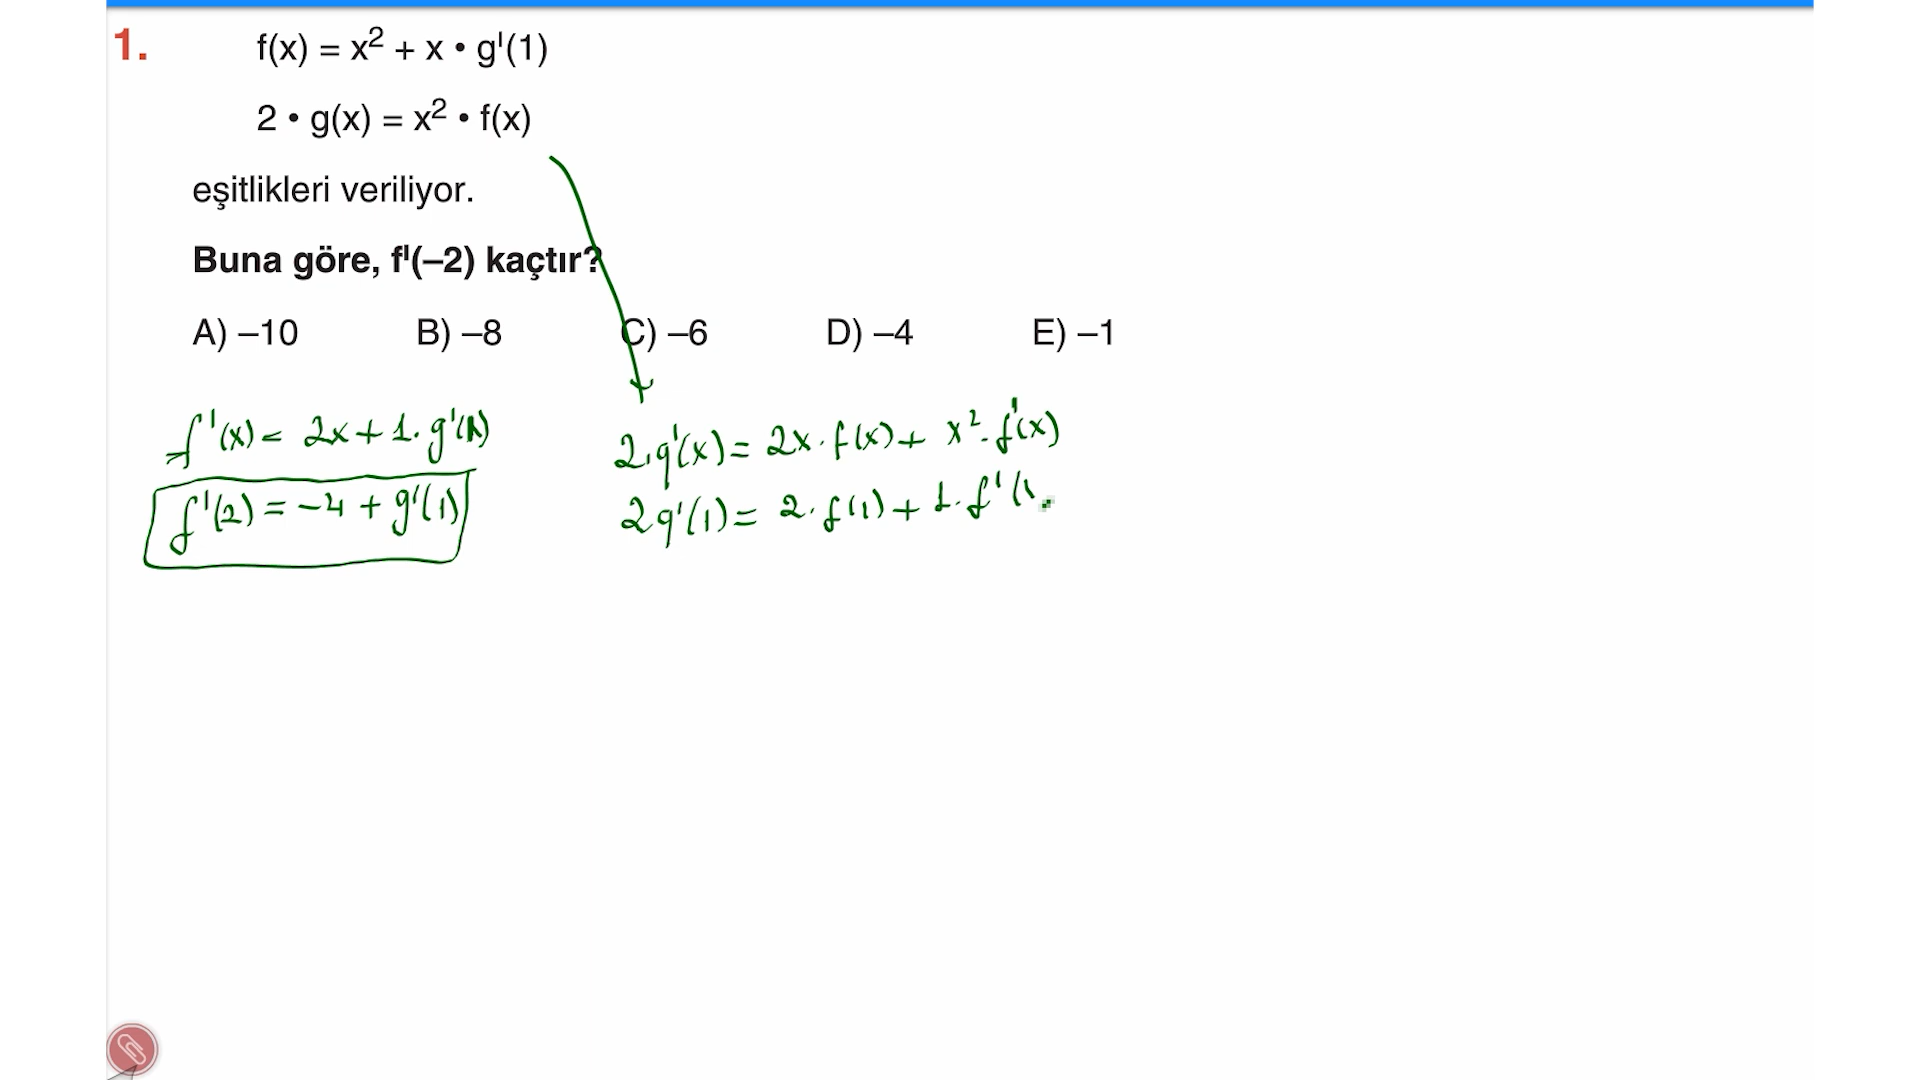 1. f(x) = x² + x • g'(1)
2 • g(x) = x² • f(x)
eşitlikleri veriliyor.
Buna göre, f'(–2) kaçtır?
A) –10 B) –8 C) –6 D) –4 E) –1
f'(x) = 2x + 1. g'(1)
f'(2) = -4 + g'(1)
2.g'(x) = 2x. f(x) + x². f'(x)
2g'(1) = 2. f(1) + 1. f'(1